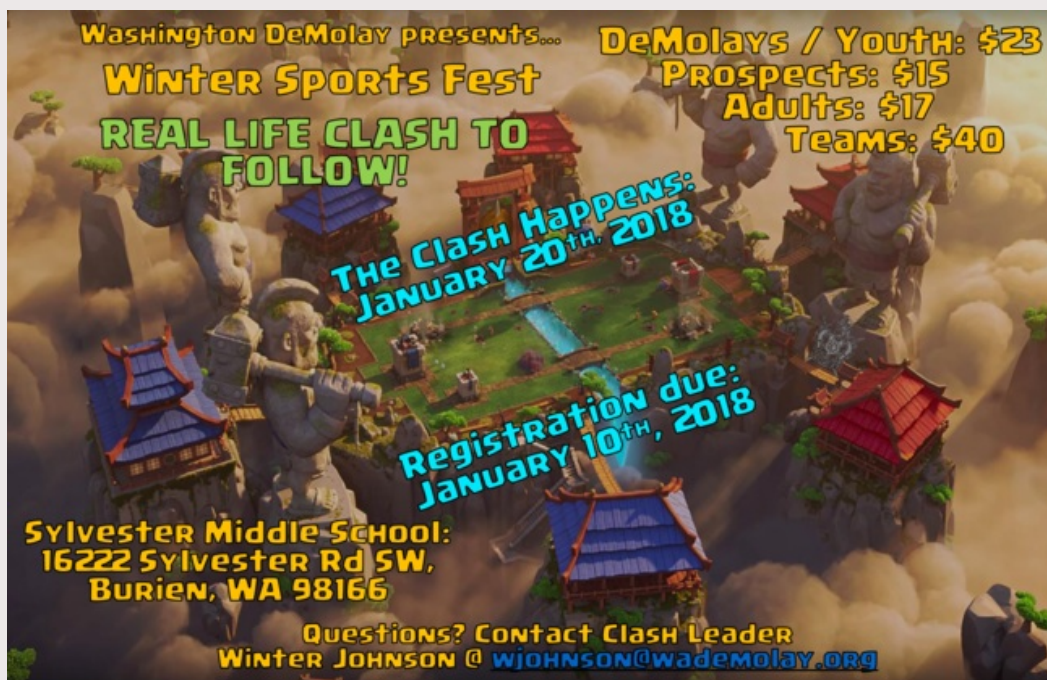 Washington DeMolay presents...
Winter Sports Fest
REAL LIFE CLASH TO
FOLLOW!
DeMolays / Youth: $23
Prospects: $15
Adults: $17
Teams: $40
The Clash Happens:
January 20th, 2018
Registration due:
January 10th, 2018
Sylvester Middle School:
16222 Sylvester Rd SW,
Burien, WA 98166
Questions? Contact Clash Leader
Winter Johnson @ wjohnson@wademolay.org